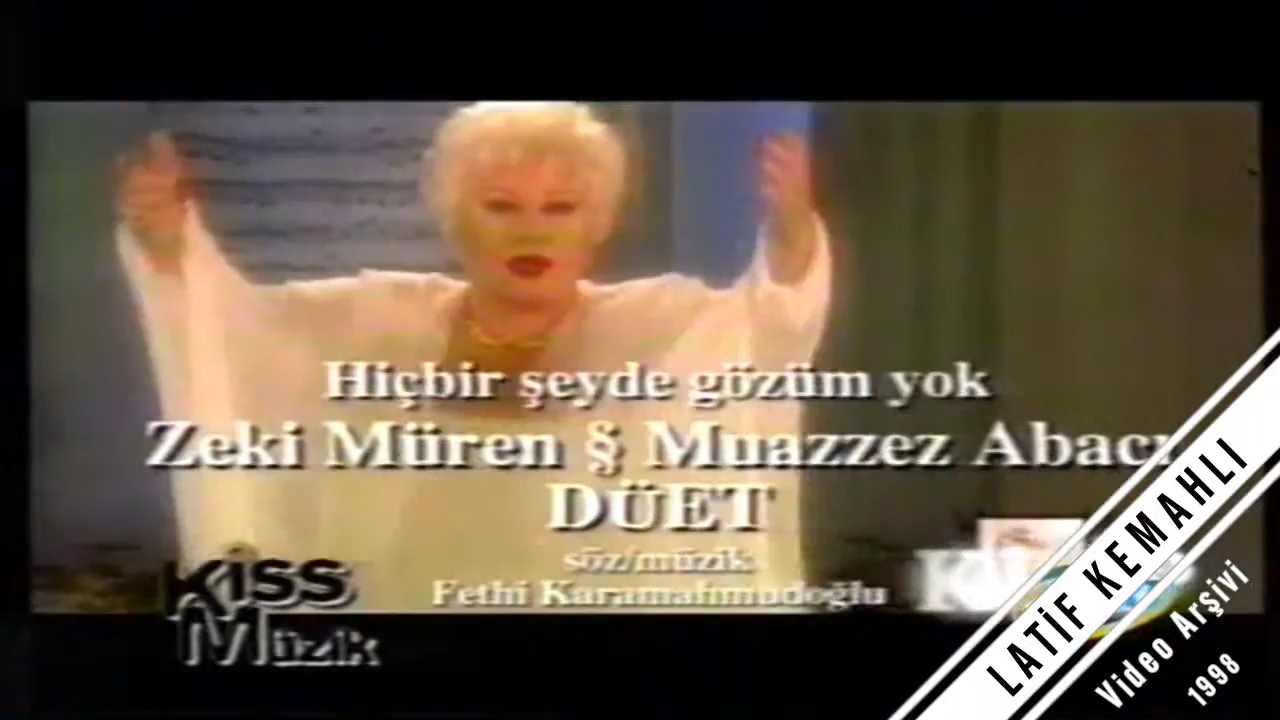 Hiçbir şeyde gözüm yok
Zeki Müren § Muazzez Abacı
DÜET
söz/müzik
Fethi Karamahmudoğlu
Kiss
Müzik
LATİF KEMAHLI
Video Arşivi
1998